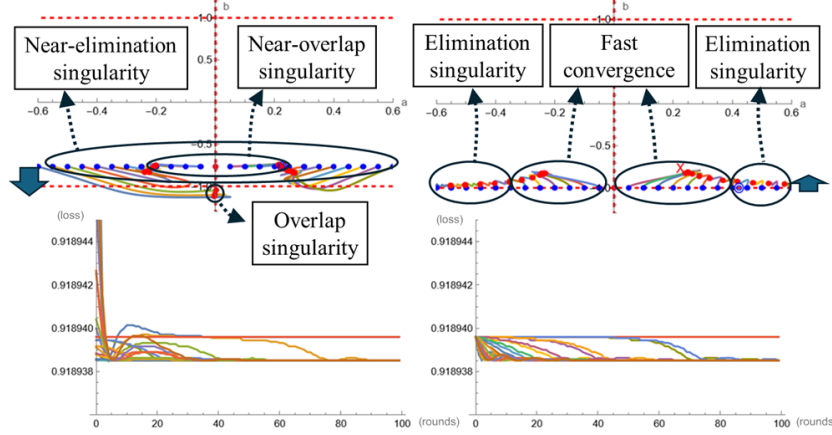 b
1.0
Near-elimination
singularity
Near-overlap
singularity
0.5
a
−0.6
−0.4
−0.2
0.2
0.4
0.6
−0.5
Overlap
singularity
(loss)
0.918944
0.918942
0.918940
0.918938
0
20
40
60
80
100
(rounds)
b
1.0
Elimination
singularity
Fast
convergence
Elimination
singularity
a
−0.6
−0.4
−0.2
0.2
0.4
0.6
−0.5
X
(loss)
0.918944
0.918942
0.918940
0.918938
0
20
40
60
80
100
(rounds)